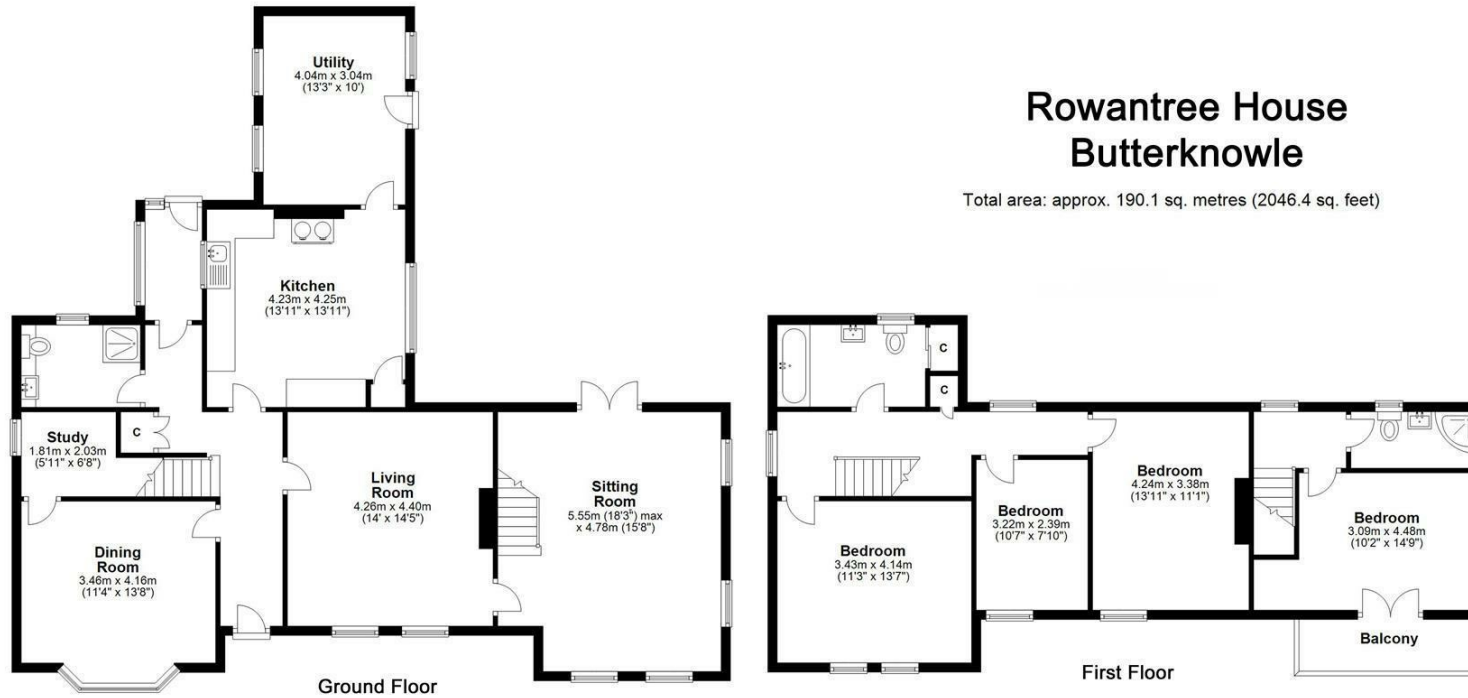 Rowantree House
Butterknowle
Total area: approx. 190.1 sq. metres (2046.4 sq. feet)
Utility
4.04m x 3.04m
(13'3" x 10')
Kitchen
4.23m x 4.25m
(13'11" x 13'11")
Study
1.81m x 2.03m
(5'11" x 6'8")
C
Living
Room
4.26m x 4.40m
(14' x 14'5")
Sitting
Room
5.55m (18'3") max
x 4.78m (15'8")
Dining
Room
3.46m x 4.16m
(11'4" x 13'8")
Ground Floor
C
C
Bedroom
4.24m x 3.38m
(13'11" x 11'1")
Bedroom
3.22m x 2.39m
(10'7" x 7'10")
Bedroom
3.09m x 4.48m
(10'2" x 14'9")
Bedroom
3.43m x 4.14m
(11'3" x 13'7")
Balcony
First Floor